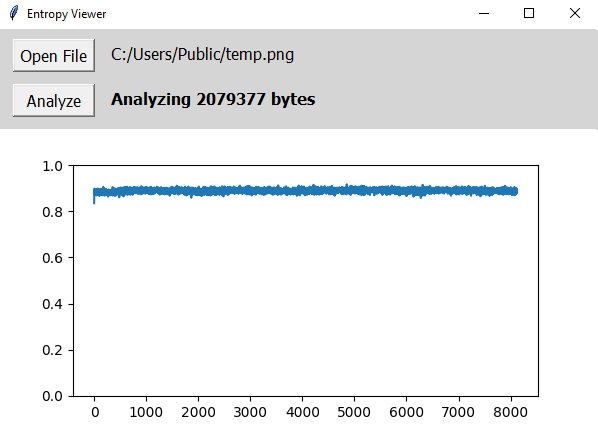 Entropy Viewer
Open File C:/Users/Public/temp.png
Analyze Analyzing 2079377 bytes
1.0
0.8
0.6
0.4
0.2
0.0
0 1000 2000 3000 4000 5000 6000 7000 8000